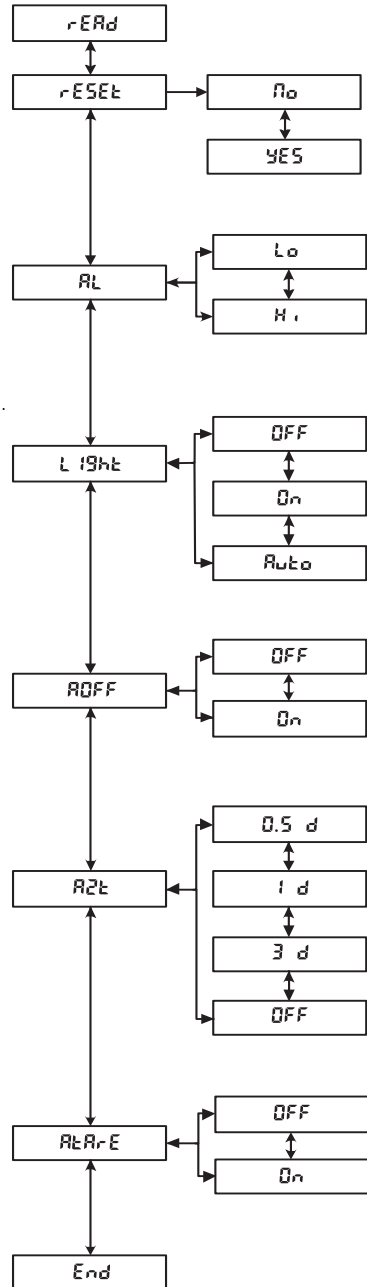 rEAd
rESEt
no
YES
AL
Lo
Hi
LIght
OFF
On
Auto
AOFF
OFF
On
AZt
0.5 d
1 d
3 d
OFF
AtArE
OFF
On
End